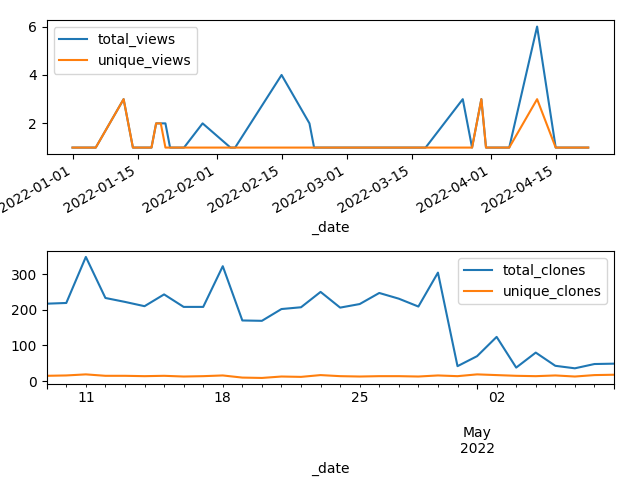 6
4
2
total_views
unique_views
2022-01-01
2022-01-15
2022-02-01
2022-02-15
2022-03-01
2022-03-15
2022-04-01
2022-04-15
_date
300
200
100
0
total_clones
unique_clones
11
18
25
02
May
2022
_date